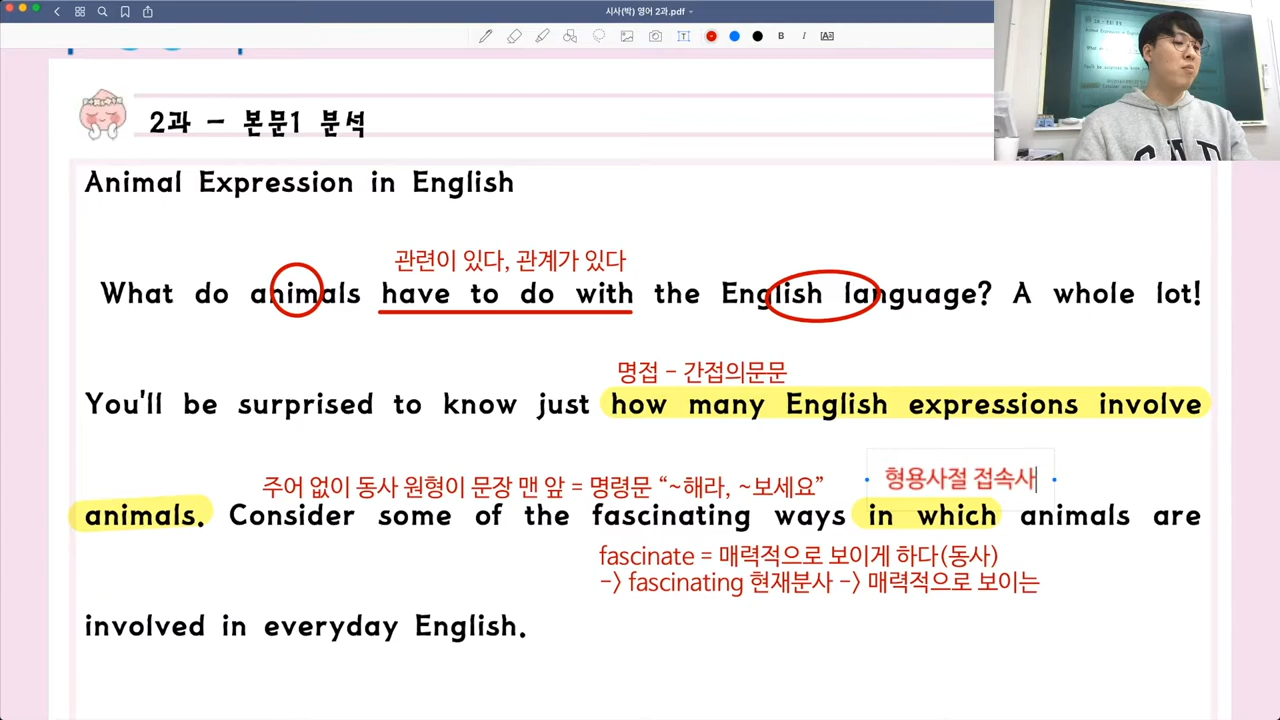 시사(박) 영어 2과.pdf
T
B
I
A
2과 - 본문1 분석
Animal Expression in English
관련이 있다, 관계가 있다
What do animals have to do with the English language? A whole lot!
명접 - 간접의문문
You'll be surprised to know just how many English expressions involve
주어 없이 동사 원형이 문장 맨 앞 = 명령문 “~해라, ~보세요”
형용사절 접속사
animals. Consider some of the fascinating ways in which animals are
fascinate = 매력적으로 보이게 하다(동사)
-> fascinating 현재분사 -> 매력적으로 보이는
involved in everyday English.